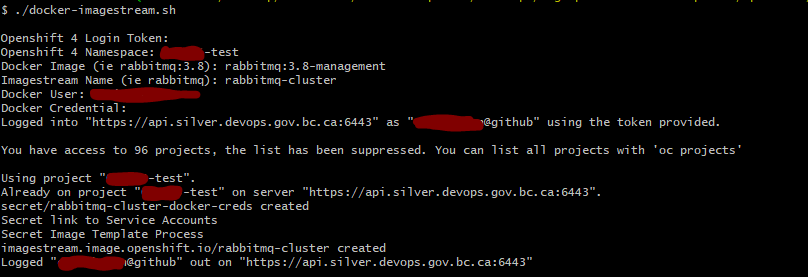 $ ./docker-imagestream.sh
Openshift 4 Login Token:
Openshift 4 Namespace: -test
Docker Image (ie rabbitmq:3.8): rabbitmq:3.8-management
Imagestream Name (ie rabbitmq): rabbitmq-cluster
Docker User:
Docker Credential:
Logged into "https://api.silver.devops.gov.bc.ca:6443" as "@github" using the token provided.
You have access to 96 projects, the list has been suppressed. You can list all projects with 'oc projects'
Using project "-test".
Already on project "-test" on server "https://api.silver.devops.gov.bc.ca:6443".
secret/rabbitmq-cluster-docker-creds created
Secret link to Service Accounts
Secret Image Template Process
imagestream.image.openshift.io/rabbitmq-cluster created
Logged "@github" out on "https://api.silver.devops.gov.bc.ca:6443"